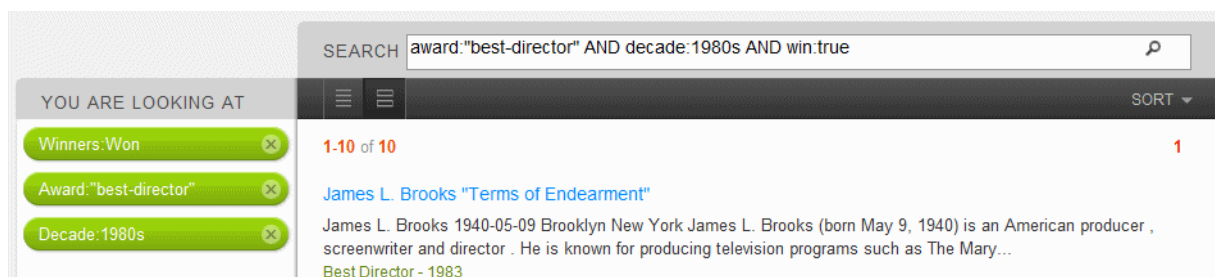 SEARCH award:"best-director" AND decade:1980s AND win:true
YOU ARE LOOKING AT
SORT
Winners:Won
Award:"best-director"
Decade:1980s
1-10 of 10
1
James L. Brooks "Terms of Endearment"
James L. Brooks 1940-05-09 Brooklyn New York James L. Brooks (born May 9, 1940) is an American producer ,
screenwriter and director . He is known for producing television programs such as The Mary...
Best Director - 1983